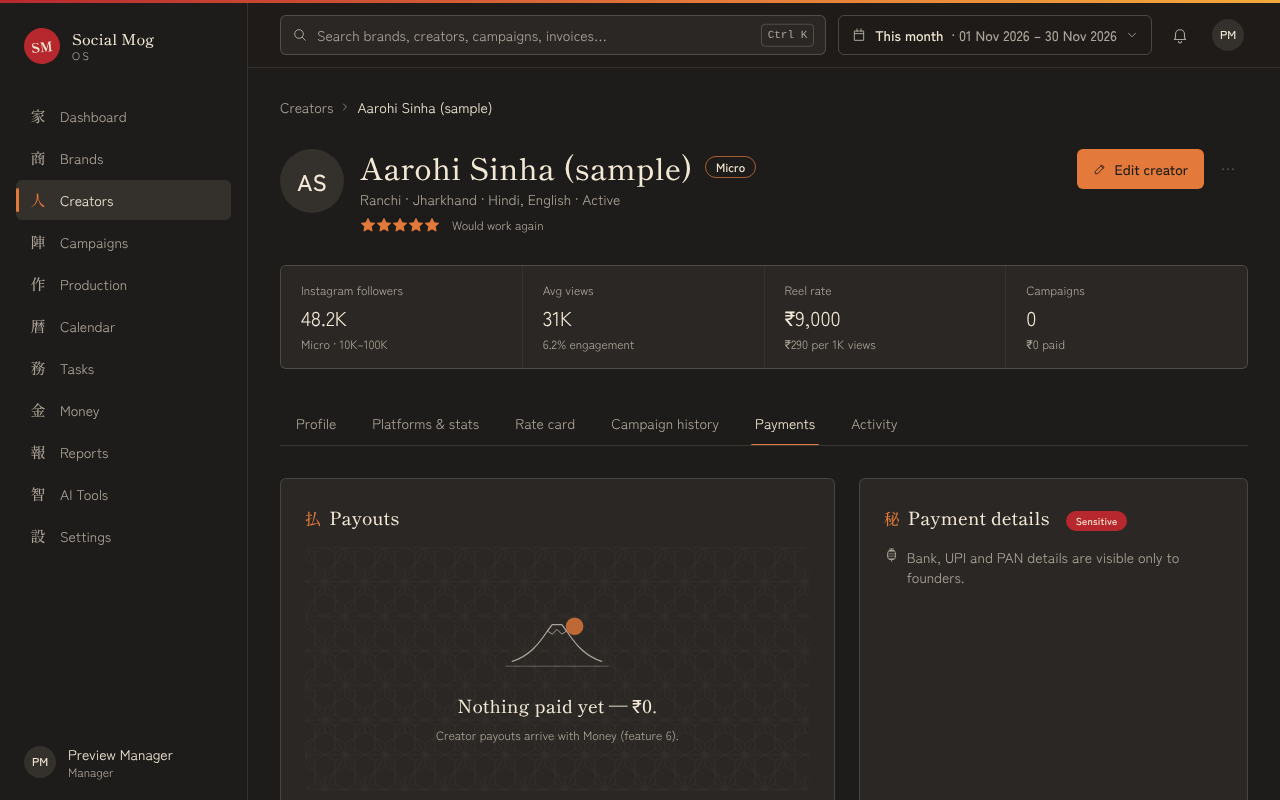 SM
Social Mog
OS
家 Dashboard
商 Brands
人 Creators
陣 Campaigns
作 Production
暦 Calendar
務 Tasks
金 Money
報 Reports
智 AI Tools
設 Settings
PM
Preview Manager
Manager
Search brands, creators, campaigns, invoices...
Ctrl K
This month · 01 Nov 2026 – 30 Nov 2026
PM
Creators > Aarohi Sinha (sample)
AS
Aarohi Sinha (sample) Micro
Ranchi · Jharkhand · Hindi, English · Active
Would work again
Edit creator
...
Instagram followers
48.2K
Micro · 10K–100K
Avg views
31K
6.2% engagement
Reel rate
₹9,000
₹290 per 1K views
Campaigns
0
₹0 paid
Profile Platforms & stats Rate card Campaign history Payments Activity
払 Payouts
Nothing paid yet — ₹0.
Creator payouts arrive with Money (feature 6).
秘 Payment details Sensitive
Bank, UPI and PAN details are visible only to
founders.